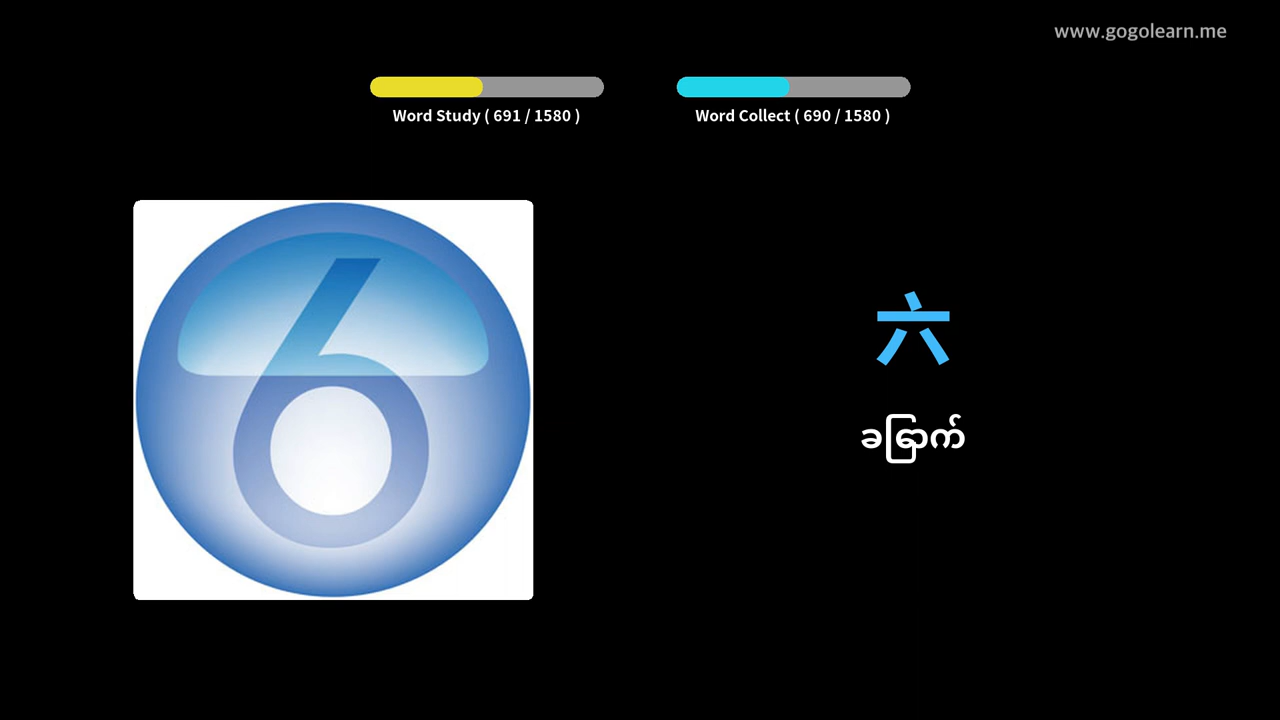 www.gogolearn.me
Word Study ( 691 / 1580 )
Word Collect ( 690 / 1580 )
6
六
ခြောက်